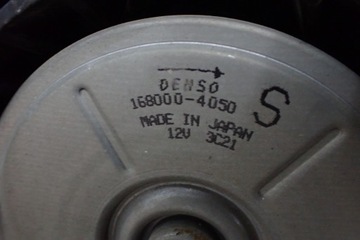 DENSO
168000-4050
S
MADE IN JAPAN
12V 3C21